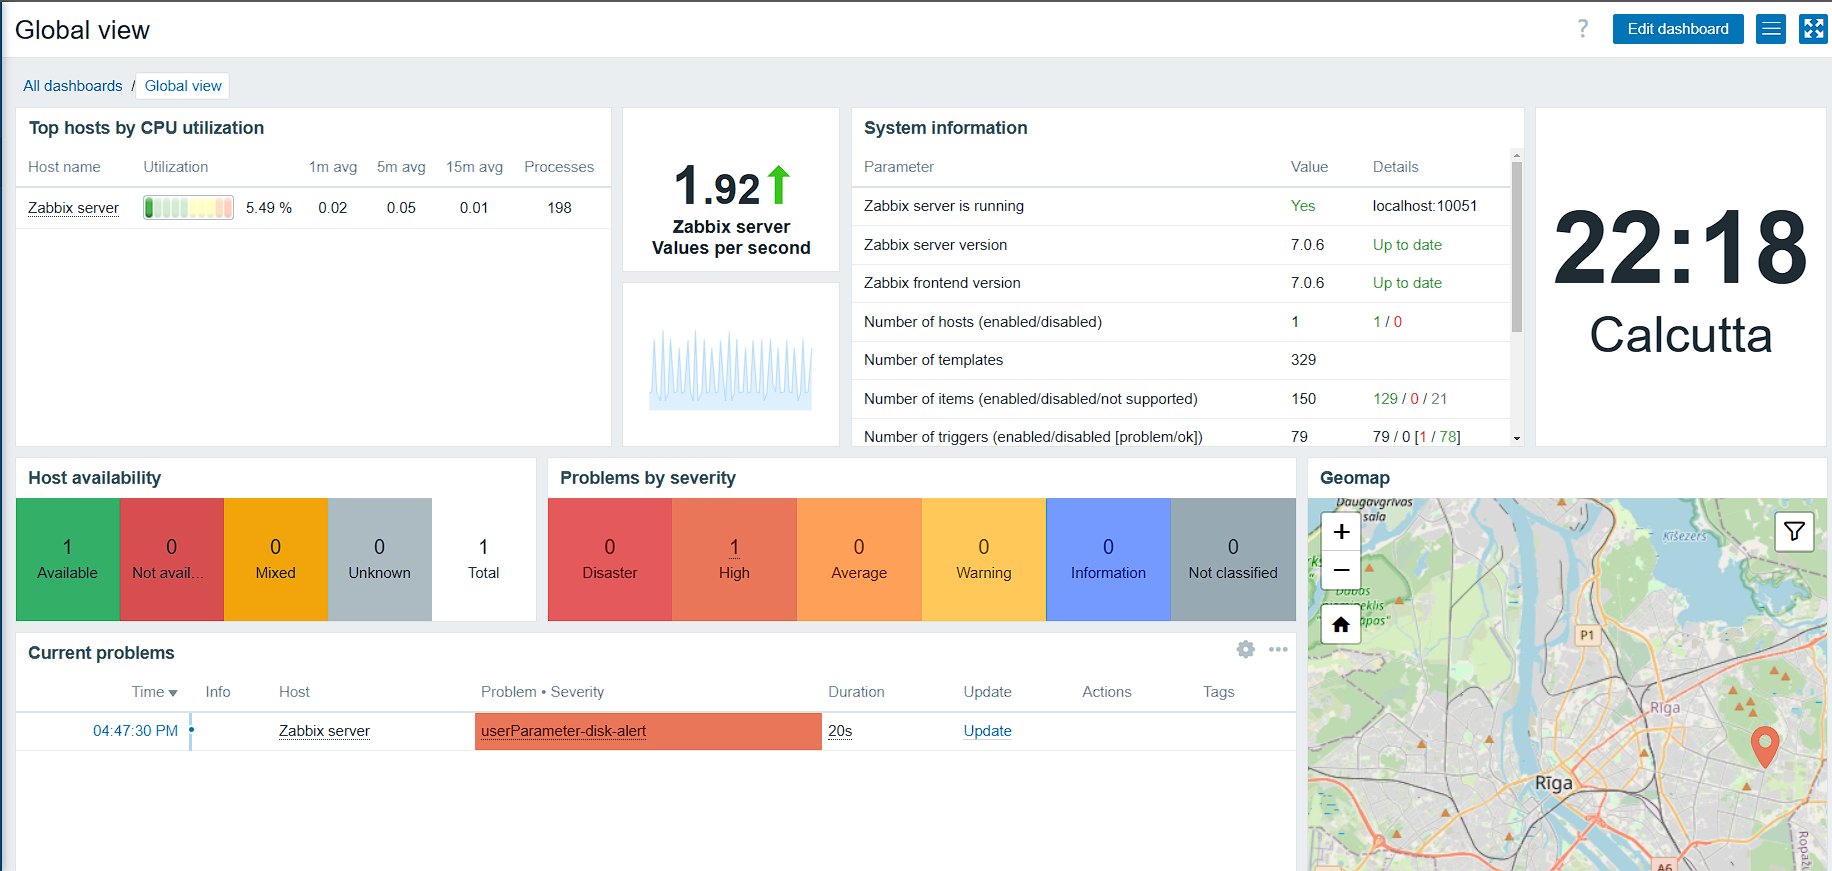 Global view
? Edit dashboard
All dashboards / Global view
Top hosts by CPU utilization
Host name Utilization 1m avg 5m avg 15m avg Processes
Zabbix server 5.49 % 0.02 0.05 0.01 198
1.92
Zabbix server
Values per second
System information
Parameter Value Details
Zabbix server is running Yes localhost:10051
Zabbix server version 7.0.6 Up to date
Zabbix frontend version 7.0.6 Up to date
Number of hosts (enabled/disabled) 1 1 / 0
Number of templates 329
Number of items (enabled/disabled/not supported) 150 129 / 0 / 21
Number of triggers (enabled/disabled [problem/ok]) 79 79 / 0 [1 / 78]
22:18
Calcutta
Host availability
1 0 0 0 1
Available Not avail... Mixed Unknown Total
Problems by severity
0 1 0 0 0 0
Disaster High Average Warning Information Not classified
Current problems
Time Info Host Problem • Severity Duration Update Actions Tags
04:47:30 PM Zabbix server userParameter-disk-alert 20s Update
Geomap
+
−
Daugavgrīvas
sala
Ķīšezers
P1
Rīga
Rīga
A6